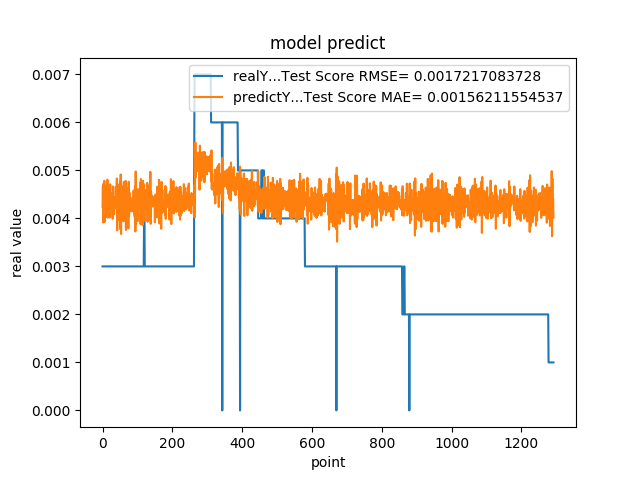 model predict
realY...Test Score RMSE= 0.0017217083728
predictY...Test Score MAE= 0.00156211554537
0.007
0.006
0.005
0.004
0.003
0.002
0.001
0.000
real value
0 200 400 600 800 1000 1200
point